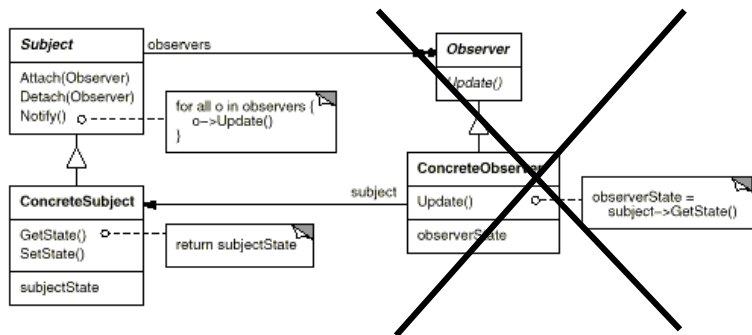 Subject
observers
Observer
Attach(Observer)
Detach(Observer)
Notify()
for all o in observers {
o->Update()
}
Update()
ConcreteObserver
subject
ConcreteSubject
Update()
observerState =
subject->GetState()
GetState()
SetState()
return subjectState
observerState
subjectState